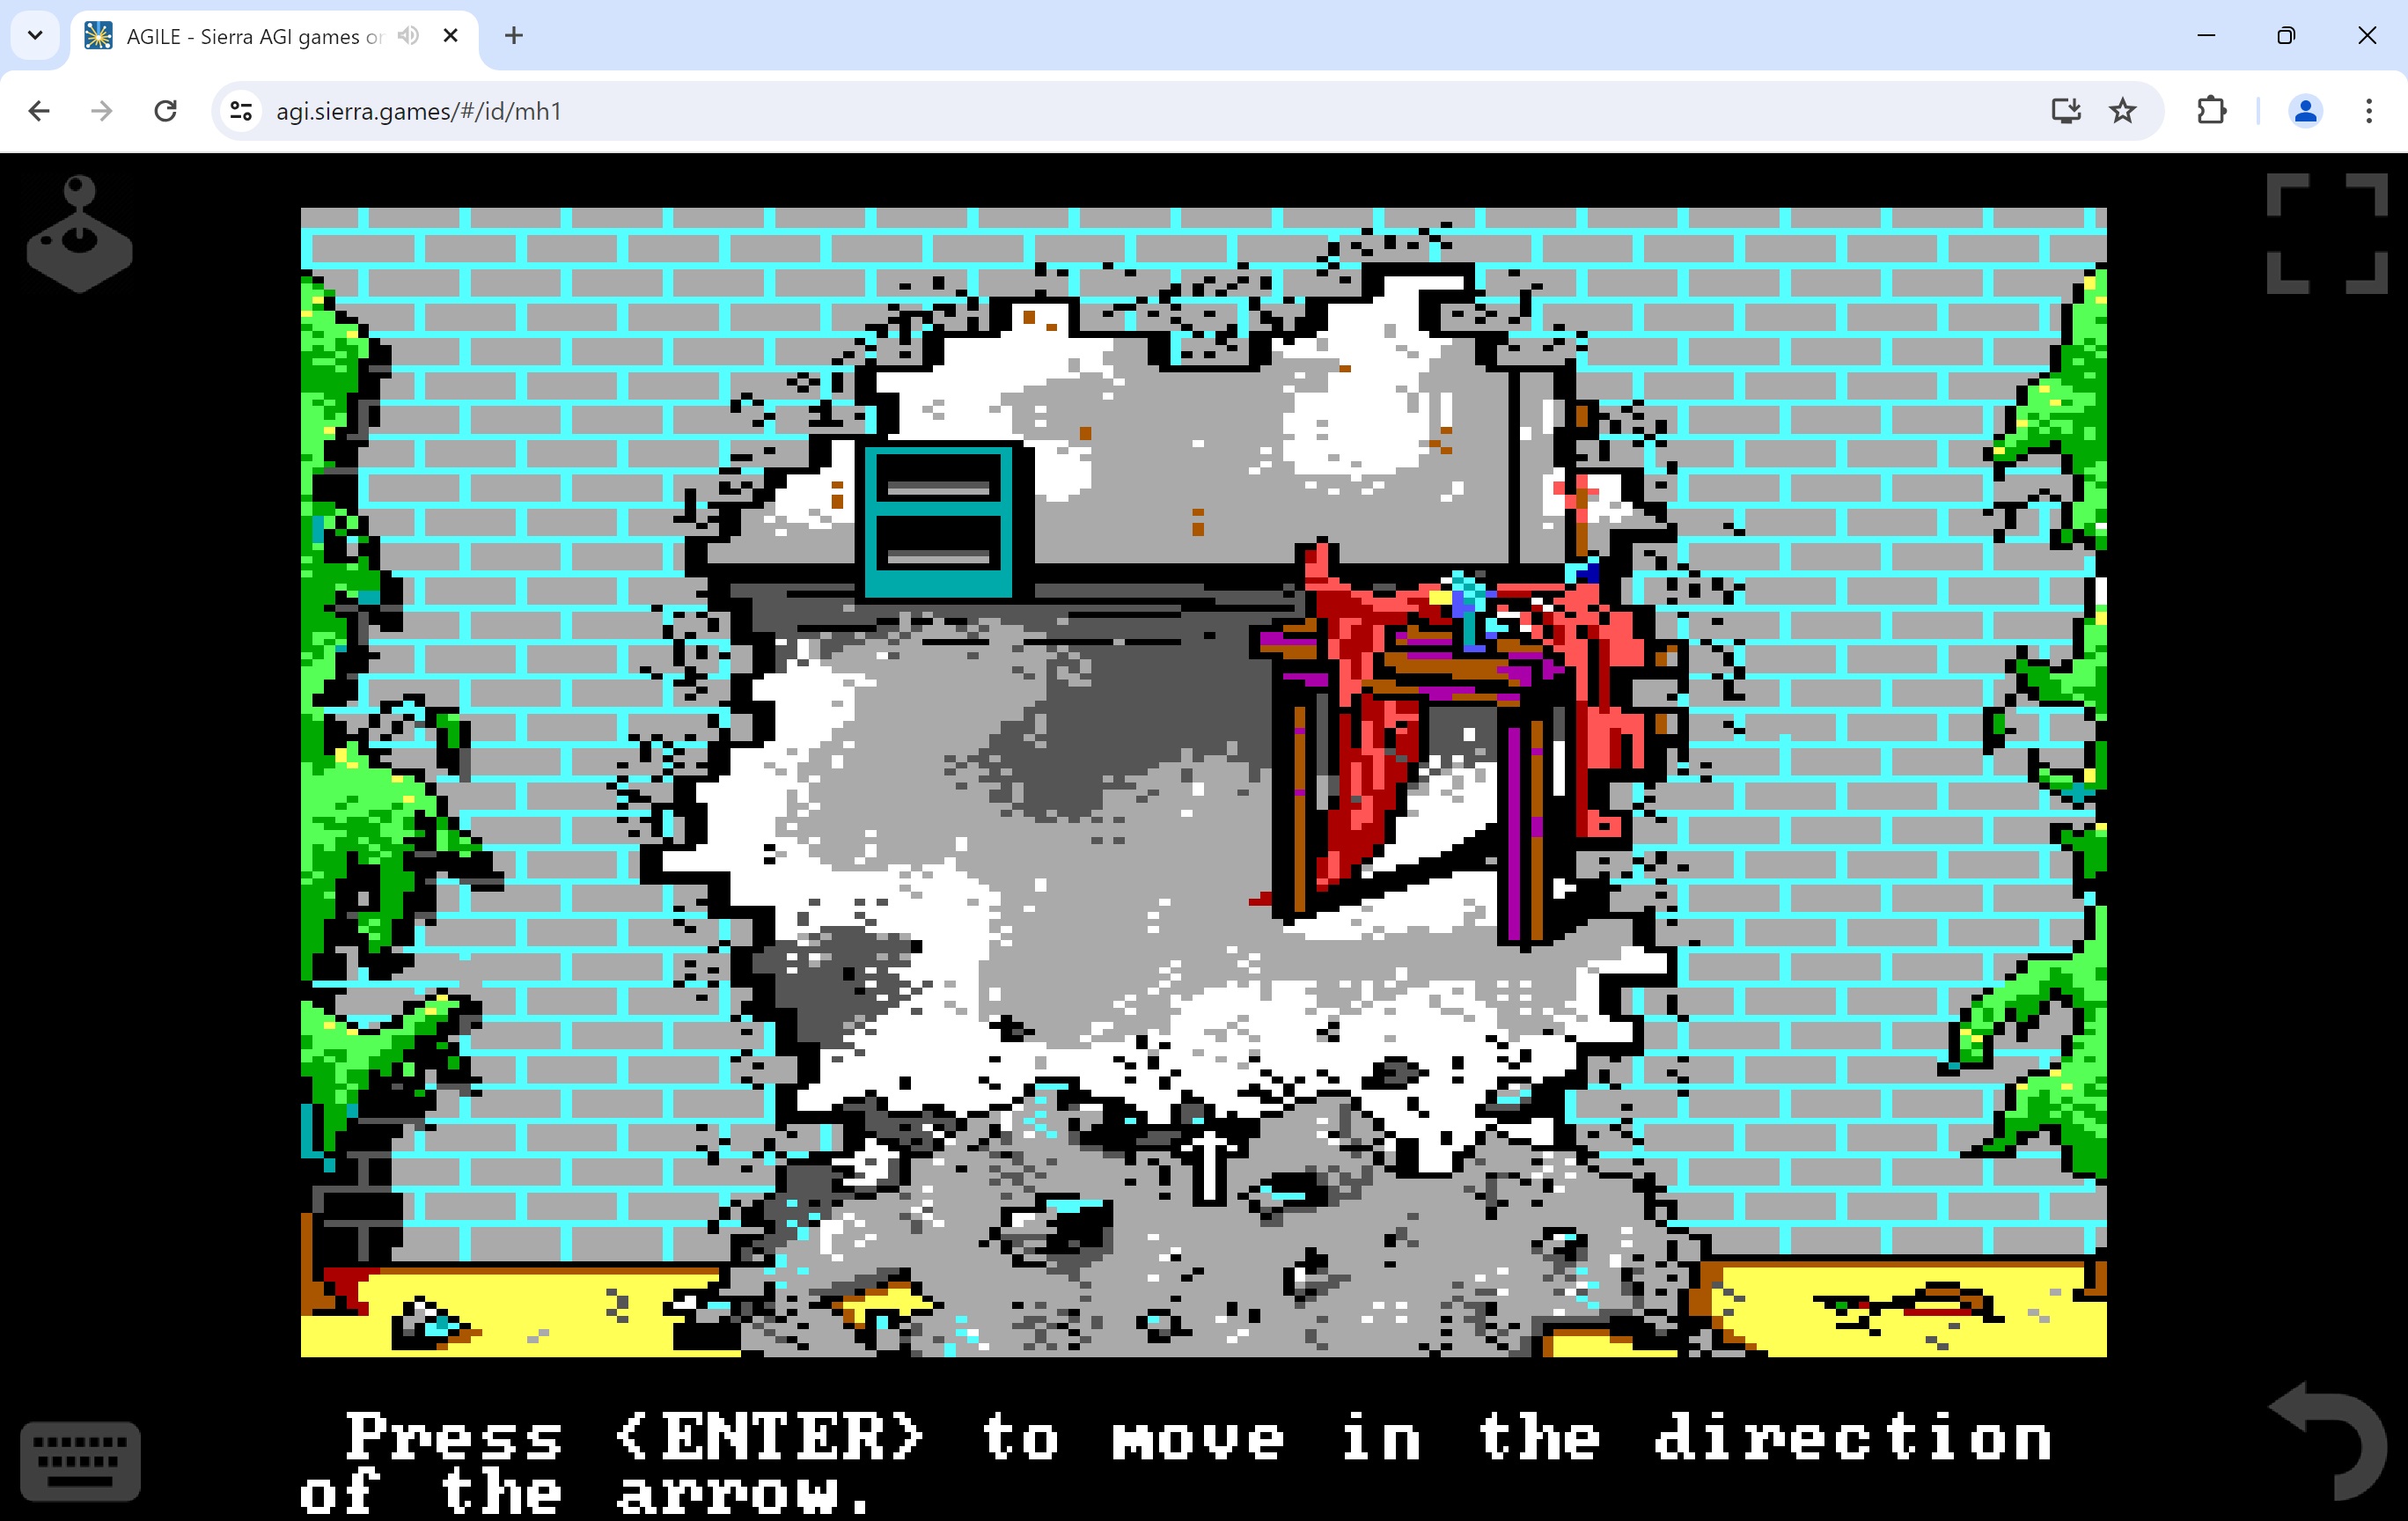 AGILE - Sierra AGI games or
agi.sierra.games/#/id/mh1
Press <ENTER> to move in the direction
of the arrow.